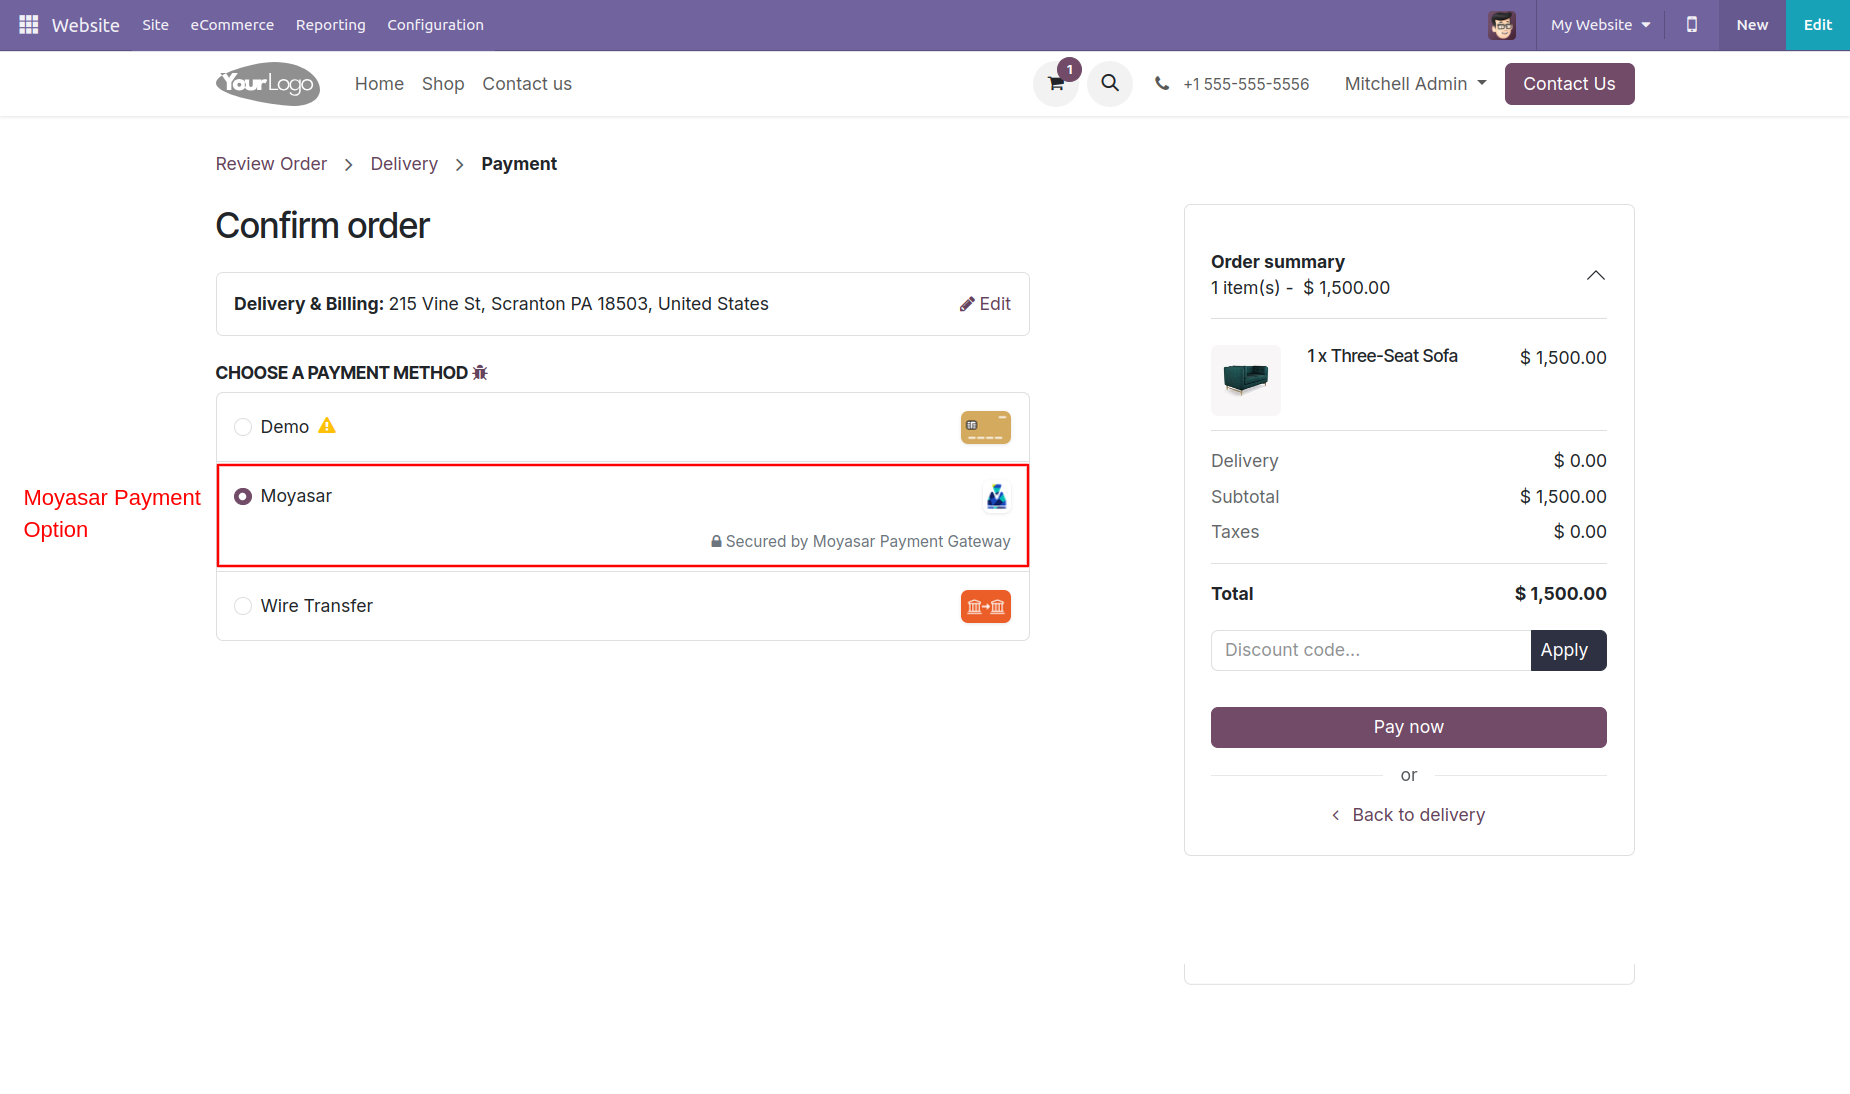 Website Site eCommerce Reporting Configuration My Website New Edit
YourLogo Home Shop Contact us 1 +1 555-555-5556 Mitchell Admin Contact Us
Review Order > Delivery > Payment
Confirm order
Delivery & Billing: 215 Vine St, Scranton PA 18503, United States Edit
CHOOSE A PAYMENT METHOD
Demo
Moyasar Payment
Option
Moyasar
Secured by Moyasar Payment Gateway
Wire Transfer
Order summary
1 item(s) - $ 1,500.00
1 x Three-Seat Sofa $ 1,500.00
Delivery $ 0.00
Subtotal $ 1,500.00
Taxes $ 0.00
Total $ 1,500.00
Discount code... Apply
Pay now
or
< Back to delivery